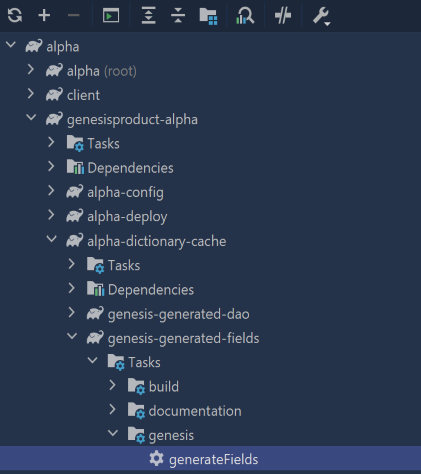 alpha
alpha (root)
client
genesisproduct-alpha
Tasks
Dependencies
alpha-config
alpha-deploy
alpha-dictionary-cache
Tasks
Dependencies
genesis-generated-dao
genesis-generated-fields
Tasks
build
documentation
genesis
generateFields